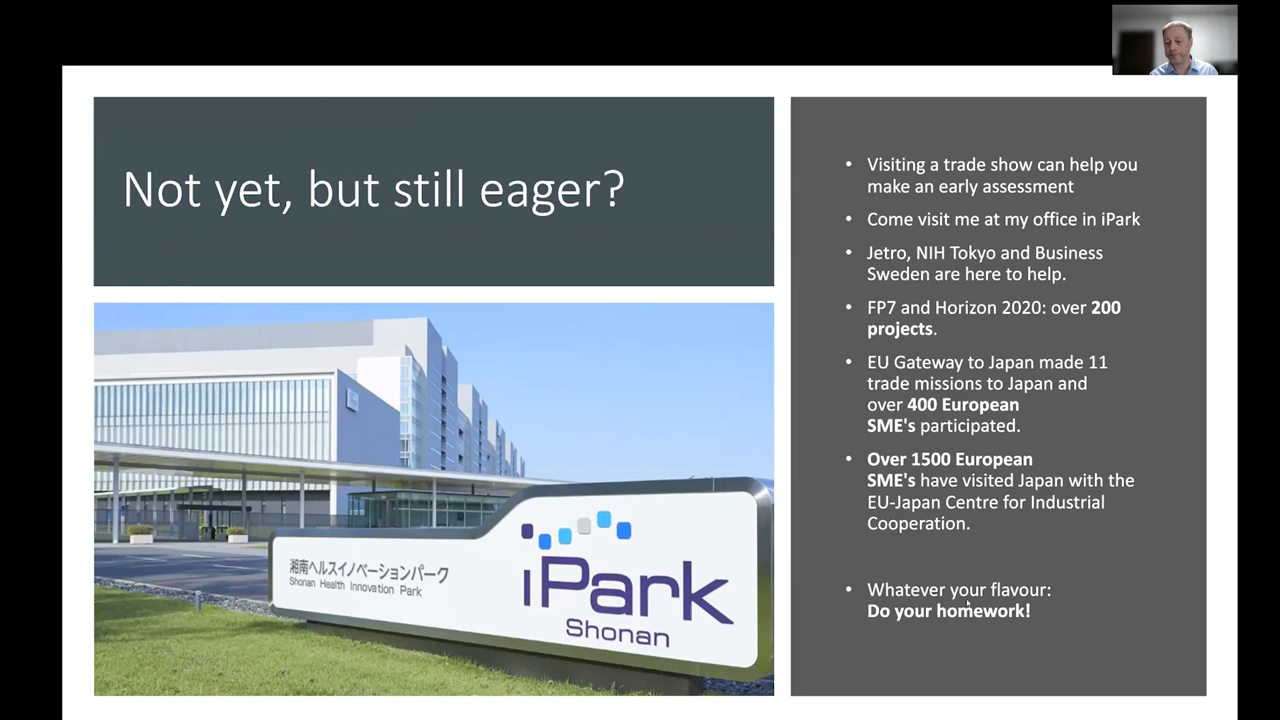 Not yet, but still eager?
湘南ヘルスイノベーションパーク
Shonan Health Innovation Park
iPark
Shonan
• Visiting a trade show can help you
make an early assessment
• Come visit me at my office in iPark
• Jetro, NIH Tokyo and Business
Sweden are here to help.
• FP7 and Horizon 2020: over 200
projects.
• EU Gateway to Japan made 11
trade missions to Japan and
over 400 European
SME's participated.
• Over 1500 European
SME's have visited Japan with the
EU-Japan Centre for Industrial
Cooperation.
• Whatever your flavour:
Do your homework!